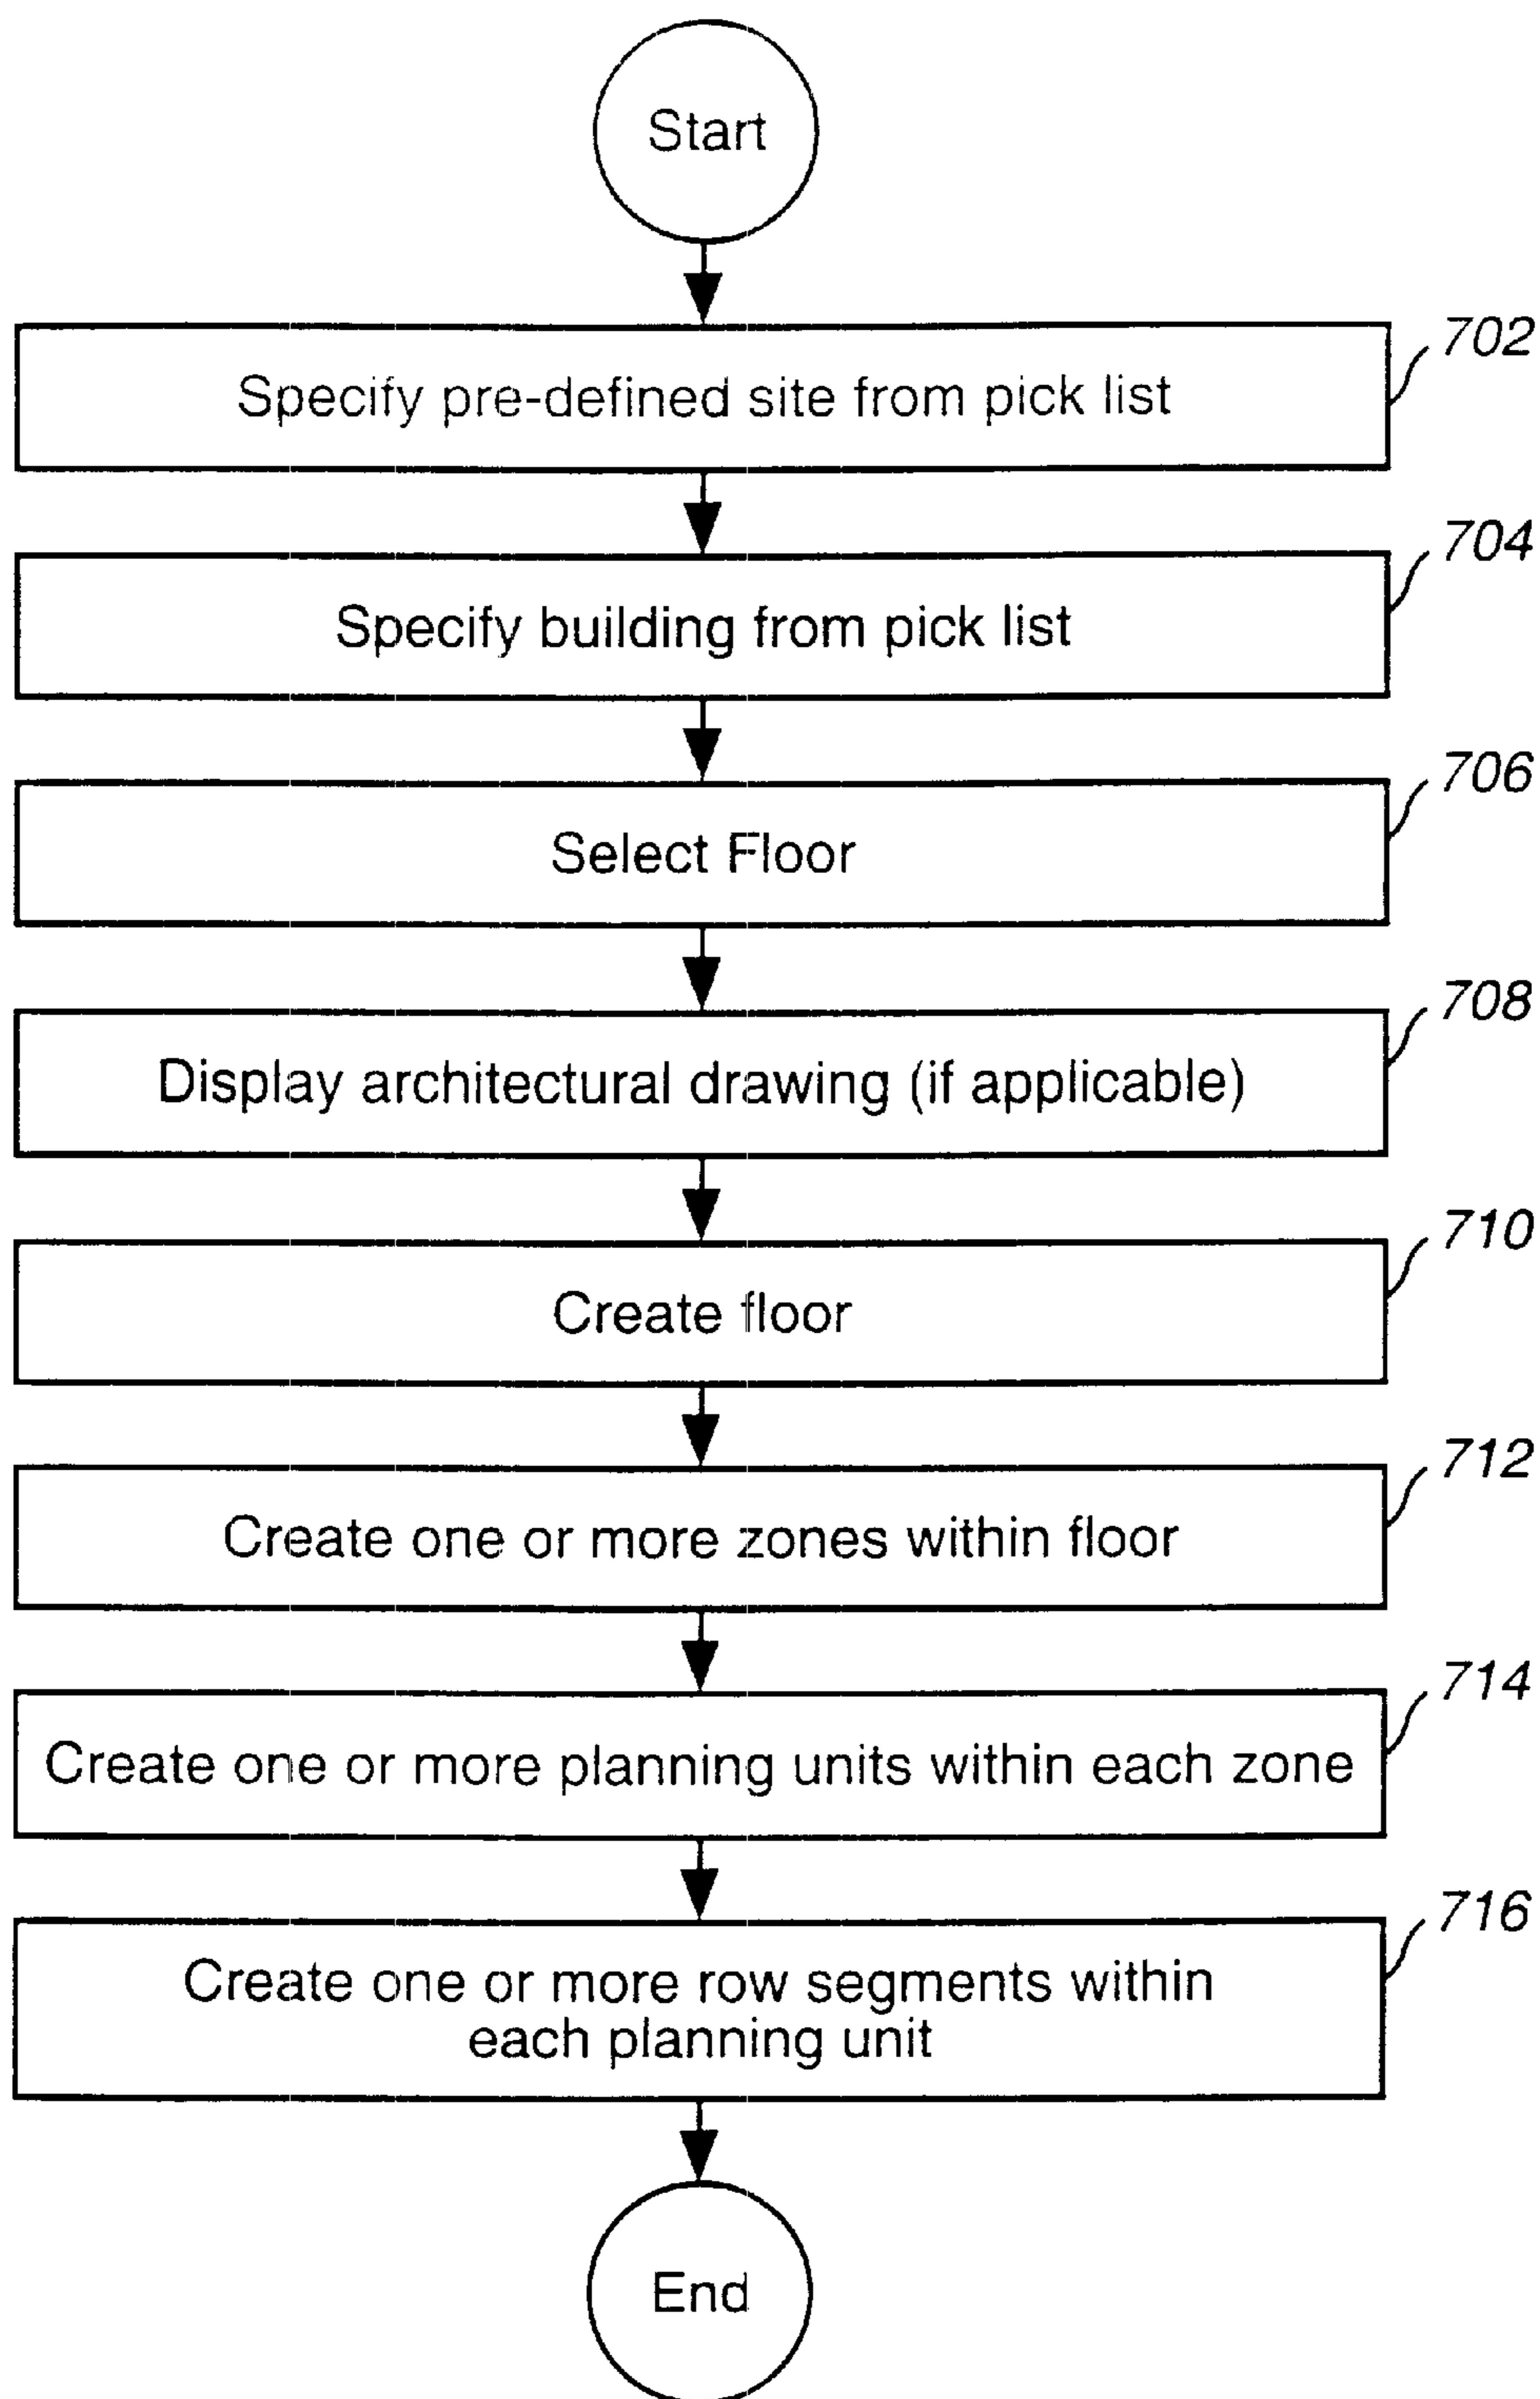 Start
702
Specify pre-defined site from pick list
704
Specify building from pick list
706
Select Floor
708
Display architectural drawing (if applicable)
710
Create floor
712
Create one or more zones within floor
714
Create one or more planning units within each zone
716
Create one or more row segments within
each planning unit
End